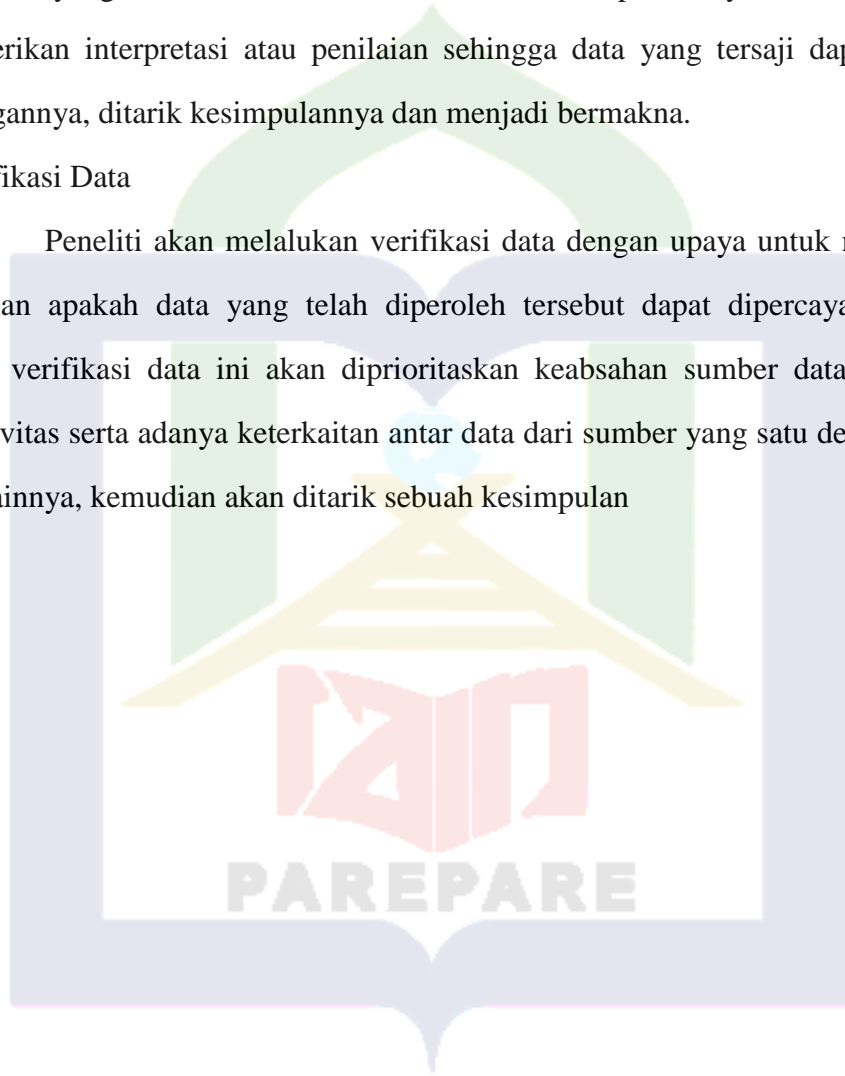 erikan interpretasi atau penilaian sehingga data yang tersaji dap
gannya, ditarik kesimpulannya dan menjadi bermakna.
fikasi Data
Peneliti akan melalukan verifikasi data dengan upaya untuk
an apakah data yang telah diperoleh tersebut dapat dipercaya
verifikasi data ini akan diprioritaskan keabsahan sumber data
vitas serta adanya keterkaitan antar data dari sumber yang satu de
innya, kemudian akan ditarik sebuah kesimpulan
iain
PAREPARE